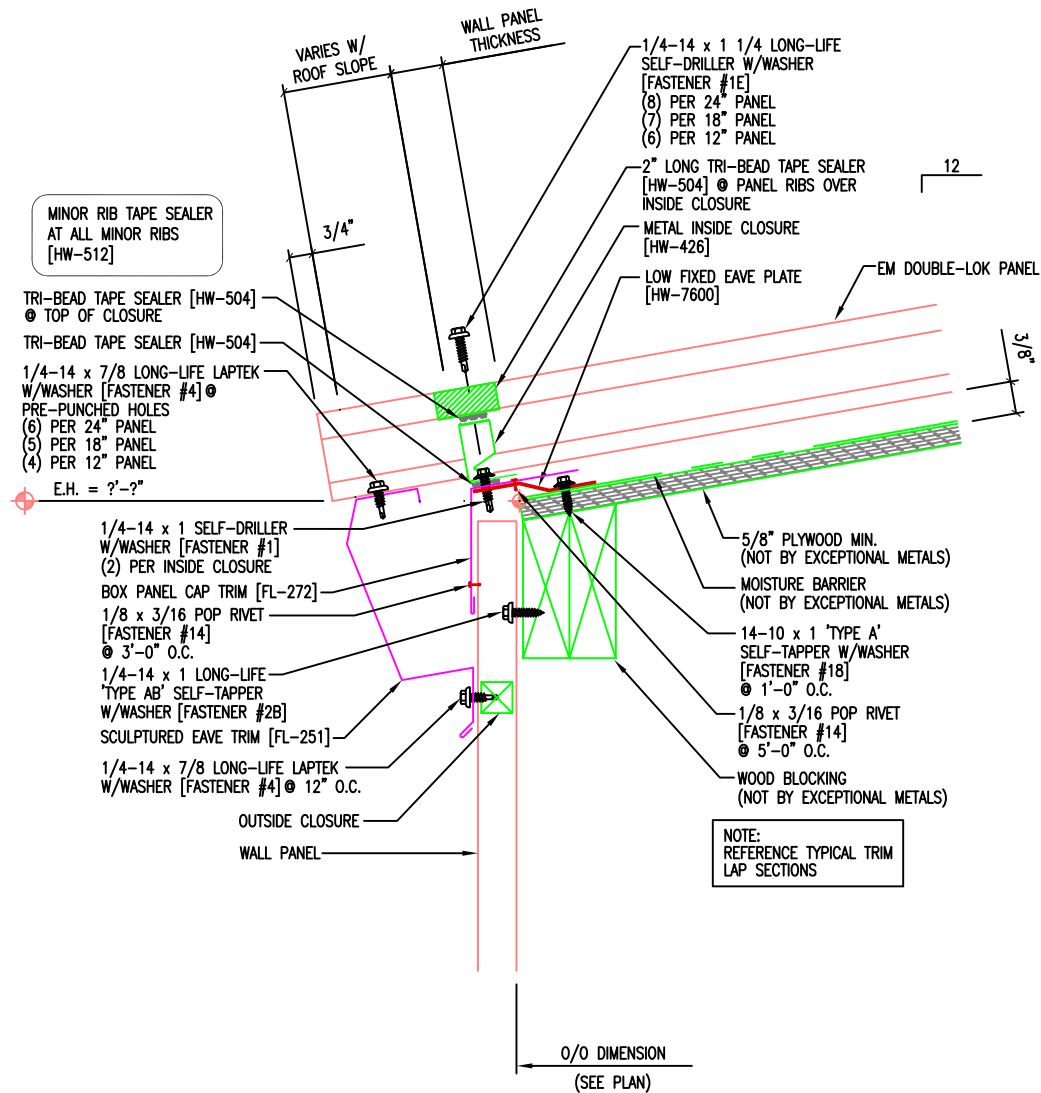 VARIES W/
ROOF SLOPE
WALL PANEL
THICKNESS
1/4-14 x 1 1/4 LONG-LIFE
SELF-DRILLER W/WASHER
[FASTENER #1E]
(8) PER 24" PANEL
(7) PER 18" PANEL
(6) PER 12" PANEL
2" LONG TRI-BEAD TAPE SEALER
[HW-504] @ PANEL RIBS OVER
INSIDE CLOSURE
12
METAL INSIDE CLOSURE
[HW-426]
LOW FIXED EAVE PLATE
[HW-7600]
EM DOUBLE-LOK PANEL
3/8"
MINOR RIB TAPE SEALER
AT ALL MINOR RIBS
[HW-512]
3/4"
TRI-BEAD TAPE SEALER [HW-504]
@ TOP OF CLOSURE
TRI-BEAD TAPE SEALER [HW-504]
1/4-14 x 7/8 LONG-LIFE LAPTEK
W/WASHER [FASTENER #4] @
PRE-PUNCHED HOLES
(6) PER 24" PANEL
(5) PER 18" PANEL
(4) PER 12" PANEL
E.H. = ?'-?"
1/4-14 x 1 SELF-DRILLER
W/WASHER [FASTENER #1]
(2) PER INSIDE CLOSURE
BOX PANEL CAP TRIM [FL-272]
1/8 x 3/16 POP RIVET
[FASTENER #14]
@ 3'-0" O.C.
1/4-14 x 1 LONG-LIFE
'TYPE AB' SELF-TAPPER
W/WASHER [FASTENER #2B]
SCULPTURED EAVE TRIM [FL-251]
1/4-14 x 7/8 LONG-LIFE LAPTEK
W/WASHER [FASTENER #4] @ 12" O.C.
OUTSIDE CLOSURE
WALL PANEL
5/8" PLYWOOD MIN.
(NOT BY EXCEPTIONAL METALS)
MOISTURE BARRIER
(NOT BY EXCEPTIONAL METALS)
14-10 x 1 'TYPE A'
SELF-TAPPER W/WASHER
[FASTENER #18]
@ 1'-0" O.C.
1/8 x 3/16 POP RIVET
[FASTENER #14]
@ 5'-0" O.C.
WOOD BLOCKING
(NOT BY EXCEPTIONAL METALS)
NOTE:
REFERENCE TYPICAL TRIM
LAP SECTIONS
O/O DIMENSION
(SEE PLAN)